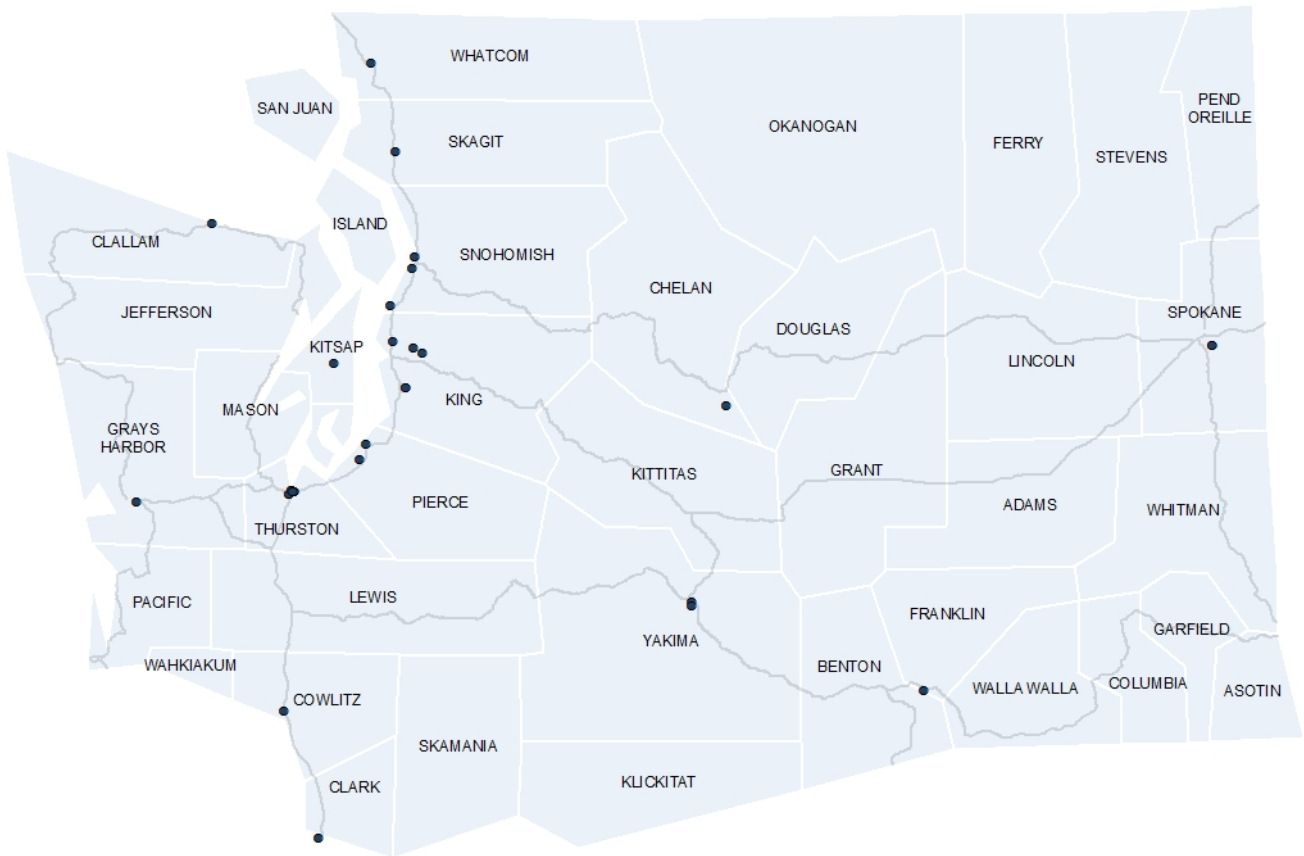 WHATCOM
SAN JUAN
PEND
OREILLE
SKAGIT
OKANOGAN
FERRY
STEVENS
ISLAND
CLALLAM
SNOHOMISH
CHELAN
JEFFERSON
SPOKANE
DOUGLAS
KITSAP
LINCOLN
MASON
KING
GRAYS
HARBOR
KITTITAS
GRANT
PIERCE
ADAMS
WHITMAN
THURSTON
LEWIS
PACIFIC
FRANKLIN
GARFIELD
YAKIMA
WAHKIAKUM
BENTON
COLUMBIA
WALLA WALLA
ASOTIN
COWLITZ
SKAMANIA
KLICKITAT
CLARK